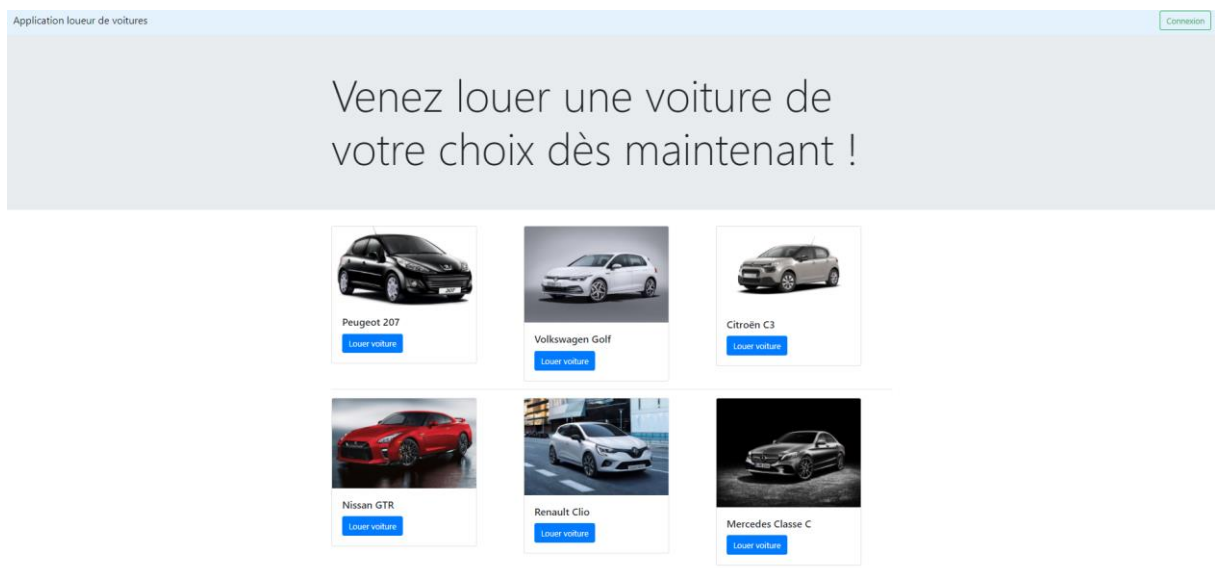 Application loueur de voitures
Connexion
Venez louer une voiture de
votre choix dès maintenant !
Peugeot 207
Louer voiture
Volkswagen Golf
Louer voiture
Citroën C3
Louer voiture
Nissan GTR
Louer voiture
Renault Clio
Louer voiture
Mercedes Classe C
Louer voiture